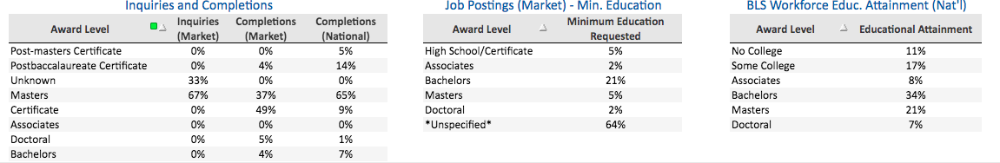 Inquiries and Completions
Award Level Inquiries (Market) Completions (Market) Completions (National)
Post-masters Certificate 0% 0% 5%
Postbaccalaureate Certificate 0% 4% 14%
Unknown 33% 0% 0%
Masters 67% 37% 65%
Certificate 0% 49% 9%
Associates 0% 0% 0%
Doctoral 0% 5% 1%
Bachelors 0% 4% 7%
Job Postings (Market) - Min. Education
Award Level Minimum Education Requested
High School/Certificate 5%
Associates 2%
Bachelors 21%
Masters 5%
Doctoral 2%
*Unspecified* 64%
BLS Workforce Educ. Attainment (Nat'l)
Award Level Educational Attainment
No College 11%
Some College 17%
Associates 8%
Bachelors 34%
Masters 21%
Doctoral 7%